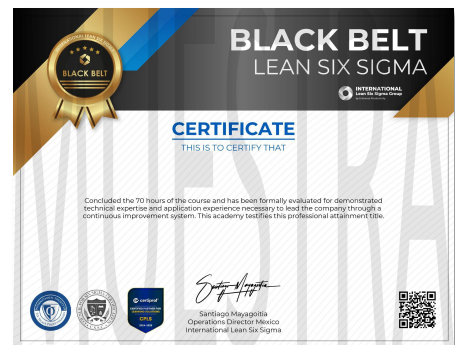 BLACK BELT
LEAN SIX SIGMA
INTERNATIONAL
Lean Six Sigma Group
BLACK BELT
CERTIFICATE
THIS IS TO CERTIFY THAT
Concluded the 70 hours of the course and has been formally evaluated for demonstrated
technical expertise and application experience necessary to lead the company through a
continuous improvement system. This academy testifies this professional attainment title.
MUESTRA
certiprof
CPLS
Santiago Mayagoitia
Operations Director Mexico
International Lean Six Sigma